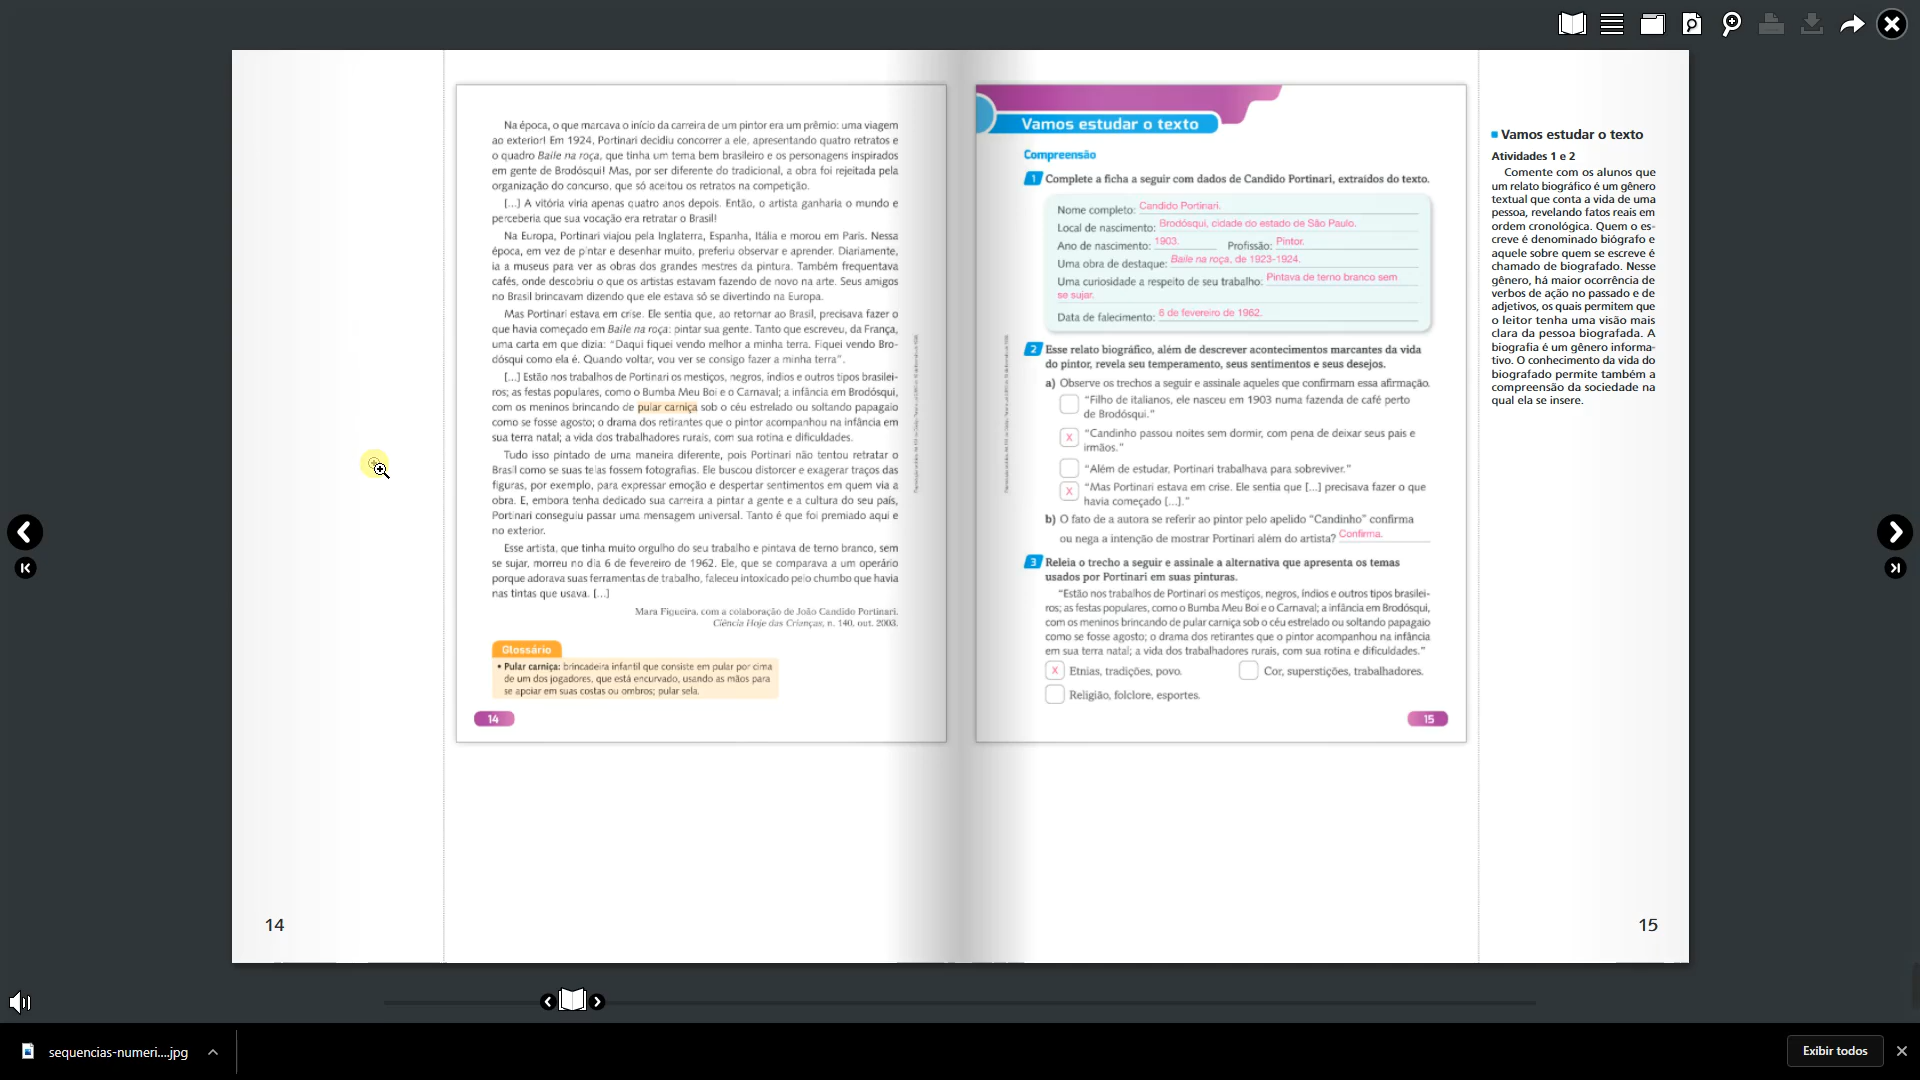 Na época, o que marcava o início da carreira de um pintor era um prêmio: uma viagem
ao exterior! Em 1924, Portinari decidiu concorrer a ele, apresentando quatro retratos e
o quadro Baile na roça, que tinha um tema bem brasileiro e os personagens inspirados
em gente de Brodósqui! Mas, por ser diferente do tradicional, a obra foi rejeitada pela
organização do concurso, que só aceitou os retratos na competição.
[...] A vitória viria apenas quatro anos depois. Então, o artista ganharia o mundo e
perceberia que sua vocação era retratar o Brasil!
Na Europa, Portinari viajou pela Inglaterra, Espanha, Itália e morou em Paris. Nessa
época, em vez de pintar e desenhar muito, preferiu observar e aprender. Diariamente,
ia a museus para ver as obras dos grandes mestres da pintura. Também frequentava
cafés, onde descobriu o que os artistas estavam fazendo de novo na arte. Seus amigos
no Brasil brincavam dizendo que ele estava só se divertindo na Europa.
Mas Portinari estava em crise. Ele sentia que, ao retornar ao Brasil, precisava fazer o
que havia começado em Baile na roça: pintar sua gente. Tanto que escreveu, da França,
uma carta em que dizia: “Daqui fiquei vendo melhor a minha terra. Fiquei vendo Bro-
dósqui como ela é. Quando voltar, vou ver se consigo fazer a minha terra”.
[...] Estão nos trabalhos de Portinari os mestiços, negros, índios e outros tipos brasilei-
ros; as festas populares, como o Bumba Meu Boi e o Carnaval; a infância em Brodósqui,
com os meninos brincando de pular carniça sob o céu estrelado ou soltando papagaio
como se fosse agosto; o drama dos retirantes que o pintor acompanhou na infância em
sua terra natal; a vida dos trabalhadores rurais, com sua rotina e dificuldades.
Tudo isso pintado de uma maneira diferente, pois Portinari não tentou retratar o
Brasil como se suas telas fossem fotografias. Ele buscou distorcer e exagerar traços das
figuras, por exemplo, para expressar emoção e despertar sentimentos em quem via a
obra. E, embora tenha dedicado sua carreira a pintar a gente e a cultura do seu país,
Portinari conseguiu passar uma mensagem universal. Tanto é que foi premiado aqui e
no exterior.
Esse artista, que tinha muito orgulho do seu trabalho e pintava de terno branco, sem
se sujar, morreu no dia 6 de fevereiro de 1962. Ele, que se comparava a um operário
porque adorava suas ferramentas de trabalho, faleceu intoxicado pelo chumbo que havia
nas tintas que usava. [...]
Mara Figueira, com a colaboração de João Candido Portinari.
Ciência Hoje das Crianças, n. 140, out. 2003.
Glossário
• Pular carniça: brincadeira infantil que consiste em pular por cima
de um dos jogadores, que está encurvado, usando as mãos para
se apoiar em suas costas ou ombros; pular sela.
14
14
Vamos estudar o texto
Compreensão
1 Complete a ficha a seguir com dados de Candido Portinari, extraídos do texto.
Nome completo: Candido Portinari.
Local de nascimento: Brodósqui, cidade do estado de São Paulo.
Ano de nascimento: 1903. Profissão: Pintor.
Uma obra de destaque: Baile na roça, de 1923-1924.
Uma curiosidade a respeito de seu trabalho: Pintava de terno branco sem
se sujar.
Data de falecimento: 6 de fevereiro de 1962.
2 Esse relato biográfico, além de descrever acontecimentos marcantes da vida
do pintor, revela seu temperamento, seus sentimentos e seus desejos.
a) Observe os trechos a seguir e assinale aqueles que confirmam essa afirmação.
“Filho de italianos, ele nasceu em 1903 numa fazenda de café perto
de Brodósqui.”
x “Candinho passou noites sem dormir, com pena de deixar seus pais e
irmãos.”
“Além de estudar, Portinari trabalhava para sobreviver.”
x “Mas Portinari estava em crise. Ele sentia que [...] precisava fazer o que
havia começado [...].”
b) O fato de a autora se referir ao pintor pelo apelido “Candinho” confirma
ou nega a intenção de mostrar Portinari além do artista? Confirma.
3 Releia o trecho a seguir e assinale a alternativa que apresenta os temas
usados por Portinari em suas pinturas.
“Estão nos trabalhos de Portinari os mestiços, negros, índios e outros tipos brasilei-
ros; as festas populares, como o Bumba Meu Boi e o Carnaval; a infância em Brodósqui,
com os meninos brincando de pular carniça sob o céu estrelado ou soltando papagaio
como se fosse agosto; o drama dos retirantes que o pintor acompanhou na infância
em sua terra natal; a vida dos trabalhadores rurais, com sua rotina e dificuldades.”
x Etnias, tradições, povo. Cor, superstições, trabalhadores.
Religião, folclore, esportes.
15
Vamos estudar o texto
Atividades 1 e 2
Comente com os alunos que
um relato biográfico é um gênero
textual que conta a vida de uma
pessoa, revelando fatos reais em
ordem cronológica. Quem o es-
creve é denominado biógrafo e
aquele sobre quem se escreve é
chamado de biografado. Nesse
gênero, há maior ocorrência de
verbos de ação no passado e de
adjetivos, os quais permitem que
o leitor tenha uma visão mais
clara da pessoa biografada. A
biografia é um gênero informa-
tivo. O conhecimento da vida do
biografado permite também a
compreensão da sociedade na
qual ela se insere.
15
sequencias-numeri....jpg
Exibir todos